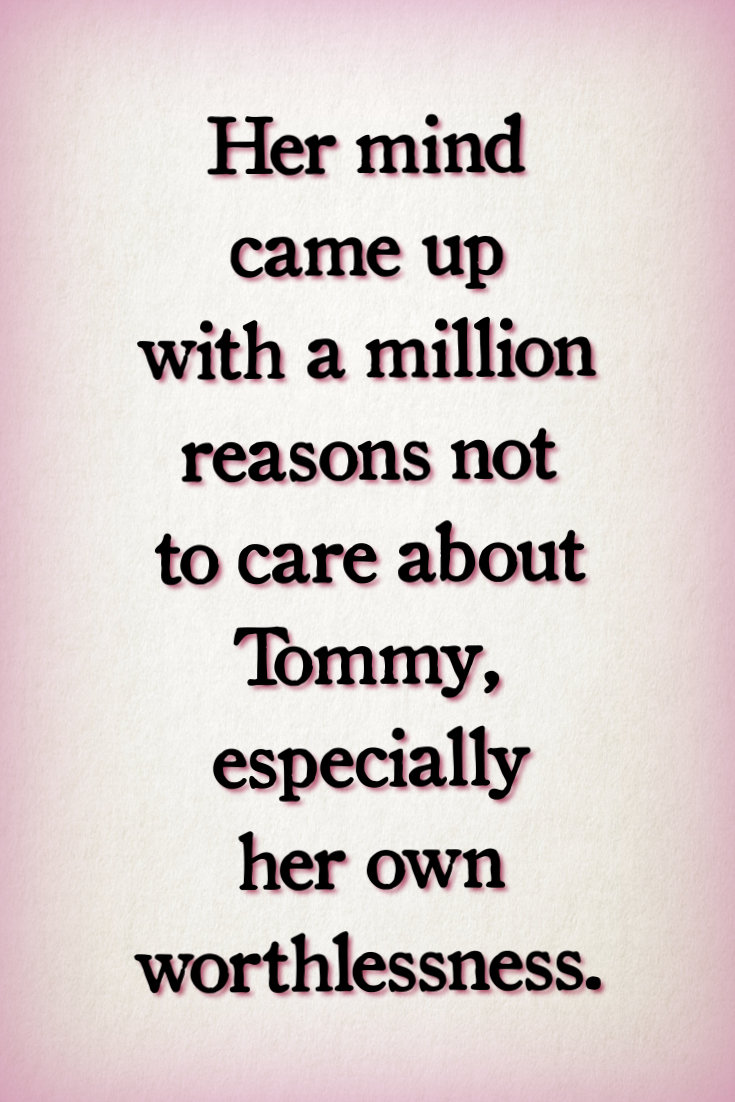 Her mind
came up
with a million
reasons not
to care about
Tommy,
especially
her own
worthlessness.